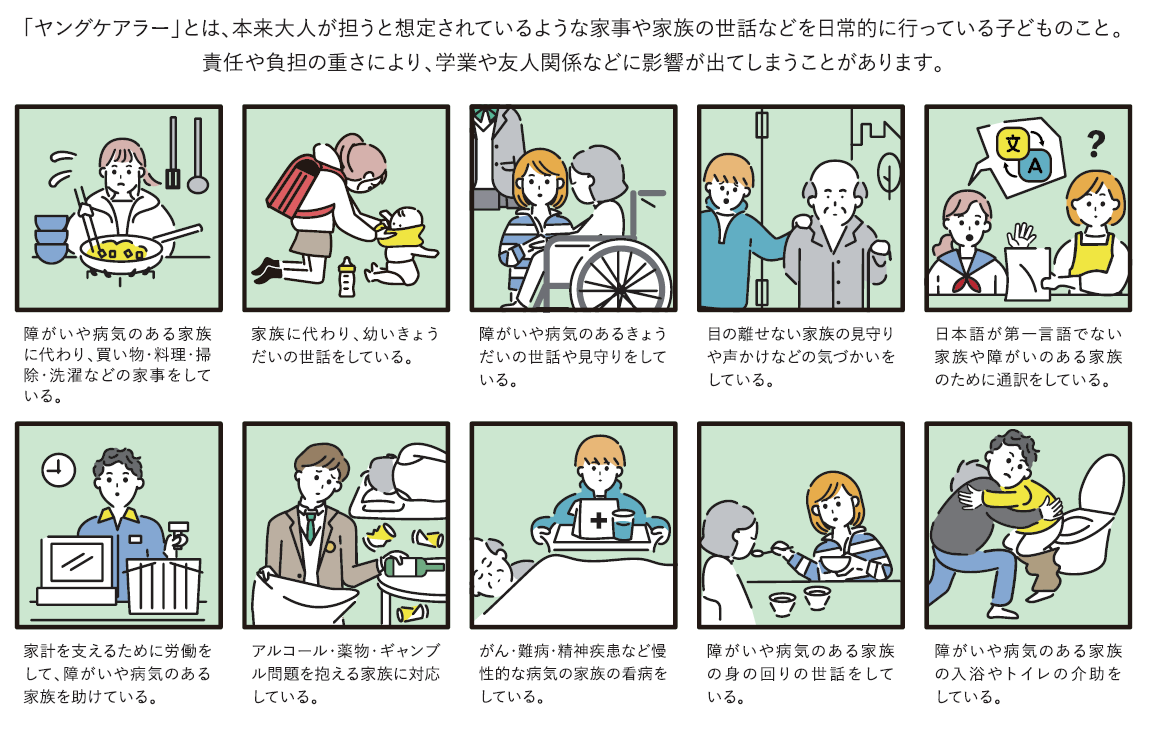 「ヤングケアラー」とは、本来大人が担うと想定されているような家事や家族の世話などを日常的に行っている子どものこと。
責任や負担の重さにより、学業や友人関係などに影響が出てしまうことがあります。
文
A
?
障がいや病気のある家族
に代わり、買い物・料理・掃
除・洗濯などの家事をして
いる。
家族に代わり、幼いきょう
だいの世話をしている。
障がいや病気のあるきょう
だいの世話や見守りをして
いる。
目の離せない家族の見守り
や声かけなどの気づかいを
している。
日本語が第一言語でない
家族や障がいのある家族
のために通訳をしている。
家計を支えるために労働を
して、障がいや病気のある
家族を助けている。
アルコール・薬物・ギャンブ
ル問題を抱える家族に対応
している。
がん・難病・精神疾患など慢
性的な病気の家族の看病を
している。
障がいや病気のある家族
の身の回りの世話をして
いる。
障がいや病気のある家族
の入浴やトイレの介助を
している。